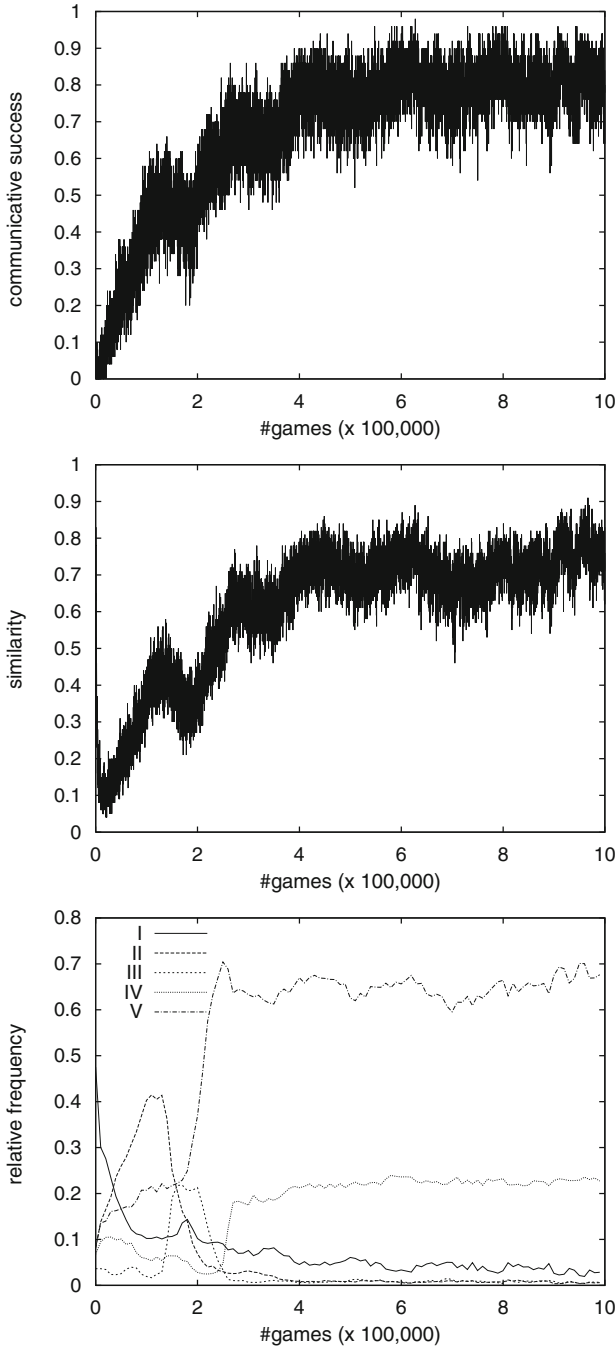 1
0.9
0.8
0.7
0.6
0.5
0.4
0.3
0.2
0.1
0
communicative success
0 2 4 6 8 10
#games (x 100,000)
1
0.9
0.8
0.7
0.6
0.5
0.4
0.3
0.2
0.1
0
similarity
0 2 4 6 8 10
#games (x 100,000)
0.8
0.7
0.6
0.5
0.4
0.3
0.2
0.1
0
relative frequency
I
II
III
IV
V
0 2 4 6 8 10
#games (x 100,000)